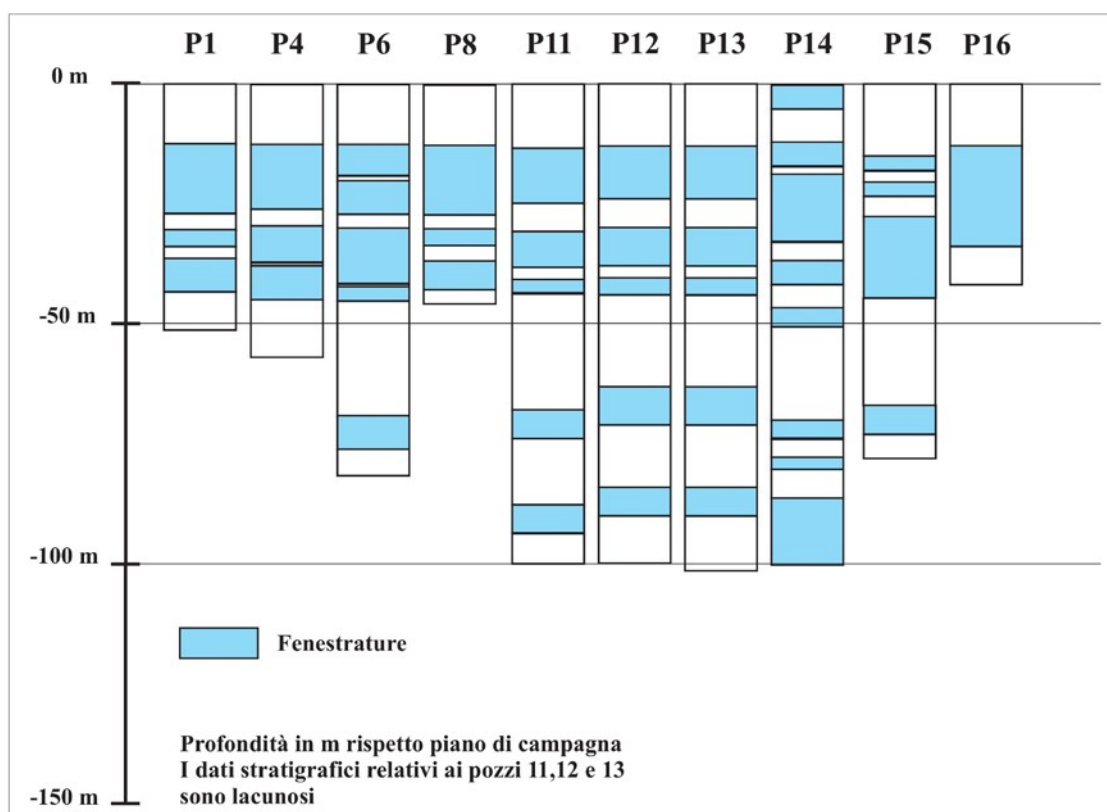 P1 P4 P6 P8 P11 P12 P13 P14 P15 P16
0 m
-50 m
-100 m
Fenestrature
Profondità in m rispetto piano di campagna
I dati stratigrafici relativi ai pozzi 11,12 e 13
sono lacunosi
-150 m